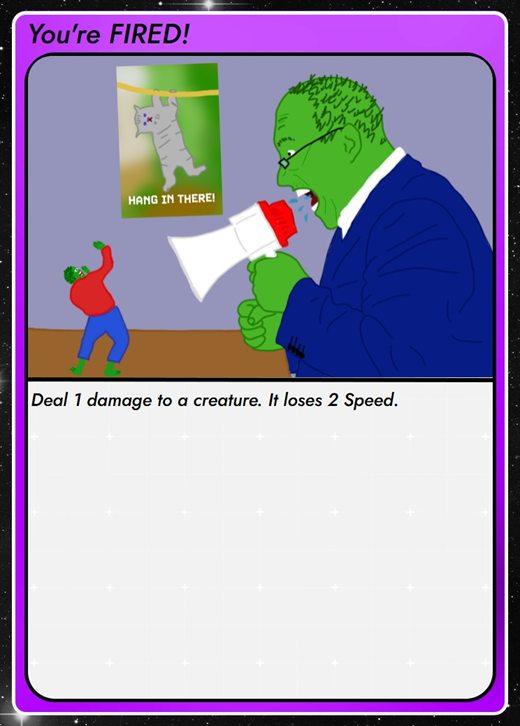 You're FIRED!
HANG IN THERE!
Deal 1 damage to a creature. It loses 2 Speed.